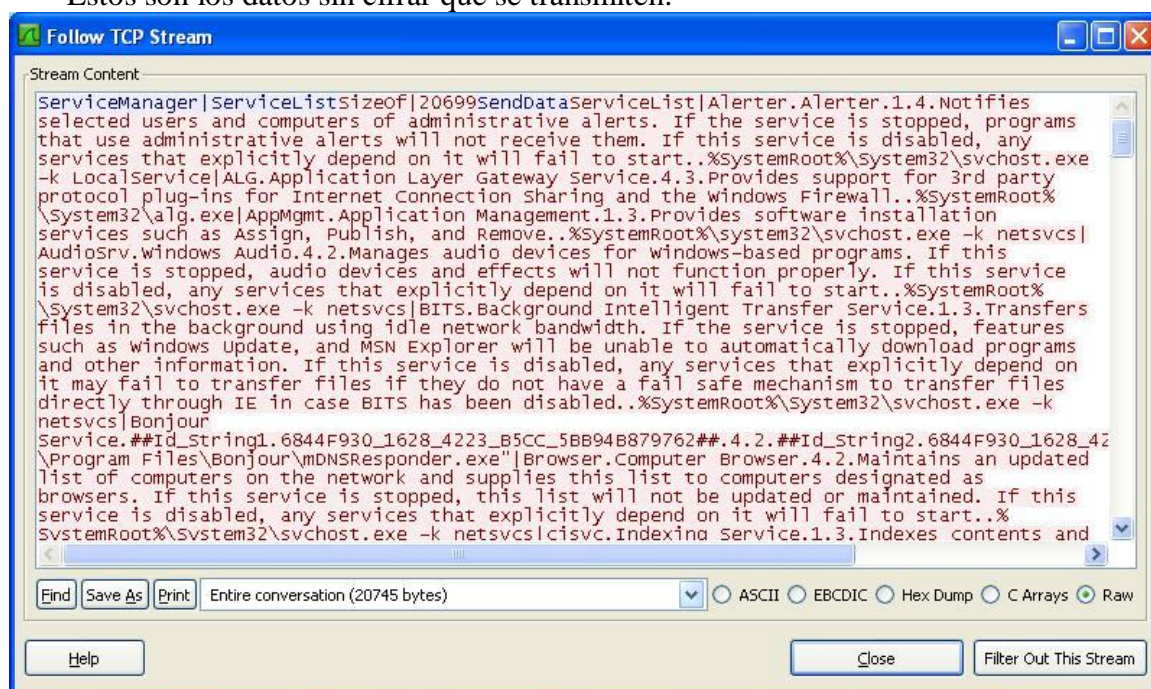 Estos son los datos sin cifrar que se transmiten:
Follow TCP Stream
Stream Content
ServiceManager|ServiceListSizeOf|20699SendDataServiceList|Alerter.Alerter.1.4.Notifies
selected users and computers of administrative alerts. If the service is stopped, programs
that use administrative alerts will not receive them. If this service is disabled, any
services that explicitly depend on it will fail to start..%SystemRoot%\System32\svchost.exe
-k LocalService|ALG.Application Layer Gateway Service.4.3.Provides support for 3rd party
protocol plug-ins for Internet Connection Sharing and the Windows Firewall..%SystemRoot%
\System32\alg.exe|AppMgmt.Application Management.1.3.Provides software installation
services such as Assign, Publish, and Remove..%SystemRoot%\system32\svchost.exe -k netsvcs|
AudioSrv.Windows Audio.4.2.Manages audio devices for Windows-based programs. If this
service is stopped, audio devices and effects will not function properly. If this service
is disabled, any services that explicitly depend on it will fail to start..%SystemRoot%
\System32\svchost.exe -k netsvcs|BITS.Background Intelligent Transfer Service.1.3.Transfers
files in the background using idle network bandwidth. If the service is stopped, features
such as Windows Update, and MSN Explorer will be unable to automatically download programs
and other information. If this service is disabled, any services that explicitly depend on
it may fail to transfer files if they do not have a fail safe mechanism to transfer files
directly through IE in case BITS has been disabled..%SystemRoot%\System32\svchost.exe -k
netsvcs|Bonjour
Service.##Id_String1.6844F930_1628_4223_B5CC_5BB94B879762##.4.2.##Id_String2.6844F930_1628_42
\Program Files\Bonjour\mDNSResponder.exe"|Browser.Computer Browser.4.2.Maintains an updated
list of computers on the network and supplies this list to computers designated as
browsers. If this service is stopped, this list will not be updated or maintained. If this
service is disabled, any services that explicitly depend on it will fail to start..%
SystemRoot%\System32\svchost.exe -k netsvcs|cisvc.Indexing Service.1.3.Indexes contents and
Find Save As Print Entire conversation (20745 bytes) ASCII EBCDIC Hex Dump C Arrays Raw
Help Close Filter Out This Stream